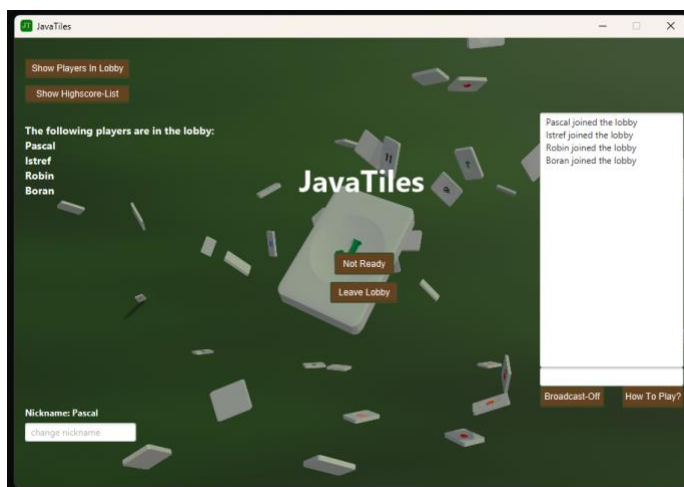 JT JavaTiles
Show Players In Lobby
Show Highscore-List
The following players are in the lobby:
Pascal
Istref
Robin
Boran
JavaTiles
Not Ready
Leave Lobby
Pascal joined the lobby
Istref joined the lobby
Robin joined the lobby
Boran joined the lobby
Broadcast-Off
How To Play?
Nickname: Pascal
change nickname
11